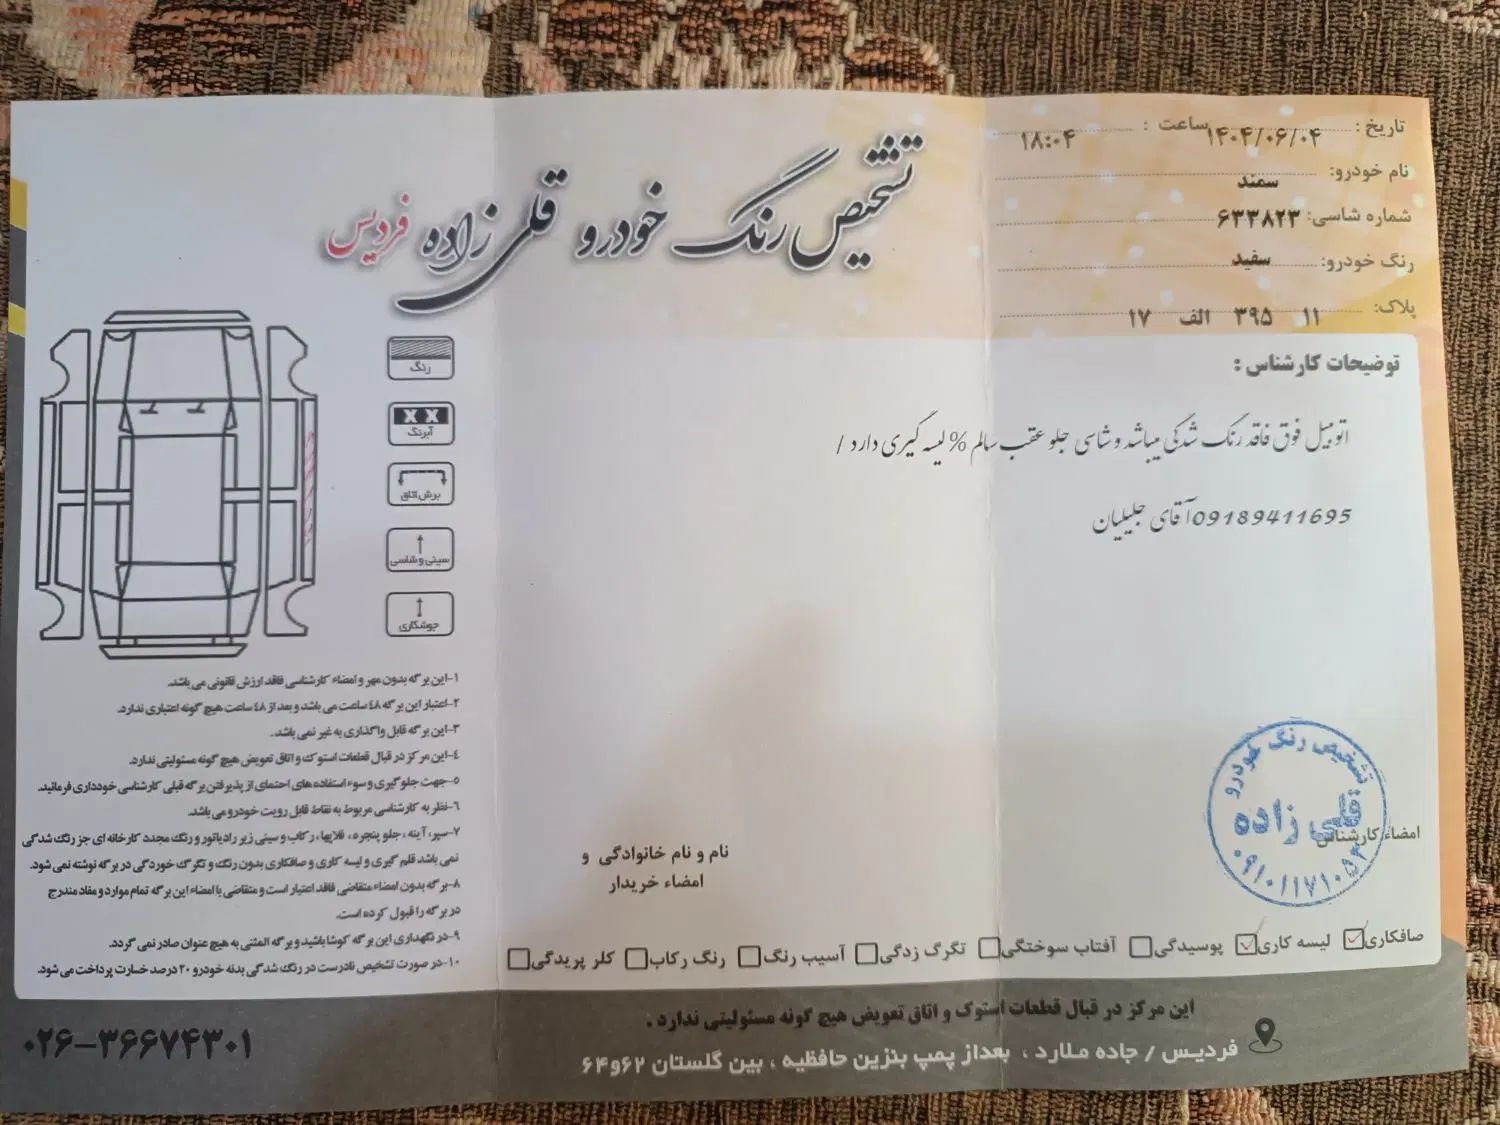 تشخیص رنگ خودرو قلی زاده فردیس
تاریخ: ۱۴۰۴/۰۶/۰۴ ساعت: ۱۸:۰۴
نام خودرو: سمند
شماره شاسی: ۶۳۳۸۲۳
رنگ خودرو: سفید
پلاک: ۱۱ ۳۹۵ الف ۱۷
توضیحات کارشناس:
اتومبیل فوق فاقد رنگ شدگی میباشد و شاسی جلو عقب سالم % لیسه گیری دارد /
09189411695آقای جلیلیان
رنگ
X X
آبرنگ
برش اتاق
سینی و شاسی
جوشکاری
۱-این برگه بدون مهر و امضاء کارشناسی فاقد ارزش قانونی می باشد.
۲-اعتبار این برگه ۴۸ ساعت می باشد و بعد از ۴۸ ساعت هیچ گونه اعتباری ندارد.
۳-این برگه قابل واگذاری به غیر نمی باشد.
۴-این مرکز در قبال قطعات استوک و اتاق تعویض هیچ گونه مسئولیتی ندارد.
۵-جهت جلوگیری و سوء استفاده های احتمای از پذیرفتن برگه قبلی کارشناسی خودداری فرمائید.
۶-نظر به کارشناسی مربوط به نقاط قابل رویت خودرو می باشد.
۷-سپر، آینه، جلو پنجره، قلاپها، رکاب و سینی زیر رادیاتور و رنگ مجدد کارخانه ای جز رنگ شدگی
نمی باشد قلم گیری و لیسه کاری و صافکاری بدون رنگ و تگرگ خوردگی در برگه نوشته نمی شود.
۸-برگه بدون امضاء متقاضی فاقد اعتبار است و متقاضی با امضاء این برگه تمام موارد و مفاد مندرج
در برگه را قبول کرده است.
۹-در نگهداری این برگه کوشا باشید و برگه المثنی به هیچ عنوان صادر نمی گردد.
۱۰-در صورت تشخیص نادرست در رنگ شدگی بدنه خودرو ۲۰ درصد خسارت پرداخت می شود.
نام و نام خانوادگی و
امضاء خریدار
امضاء کارشناس
تشخیص رنگ خودرو
قلی زاده
صافکاری لیسه کاری پوسیدگی آفتاب سوختگی تگرگ زدگی آسیب رنگ رنگ رکاب کلر پریدگی
این مرکز در قبال قطعات استوک و اتاق تعویض هیچ گونه مسئولیتی ندارد.
فردیس / جاده ملارد، بعداز پمپ بنزین حافظیه، بین گلستان ۶۲و۶۴
۰۲۶-۳۶۶۷۴۳۰۱